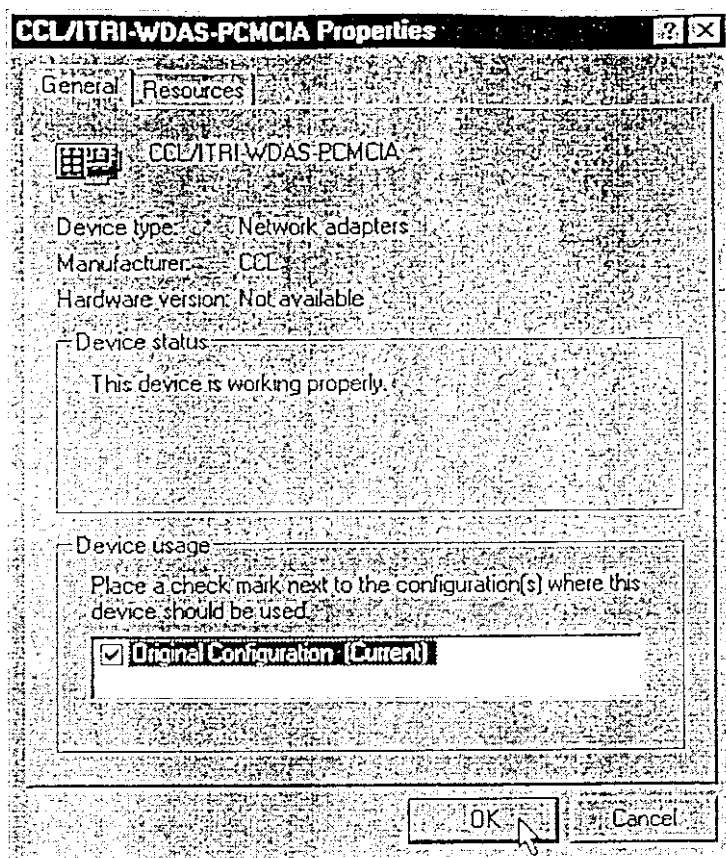 CCL/ITRI-WDAS-PCMCIA Properties
General Resources
CCL/ITRI-WDAS-PCMCIA
Device type: Network adapters
Manufacturer: CCL
Hardware version: Not available
Device status
This device is working properly.
Device usage
Place a check mark next to the configuration(s) where this
device should be used.
Original Configuration (Current)
OK Cancel